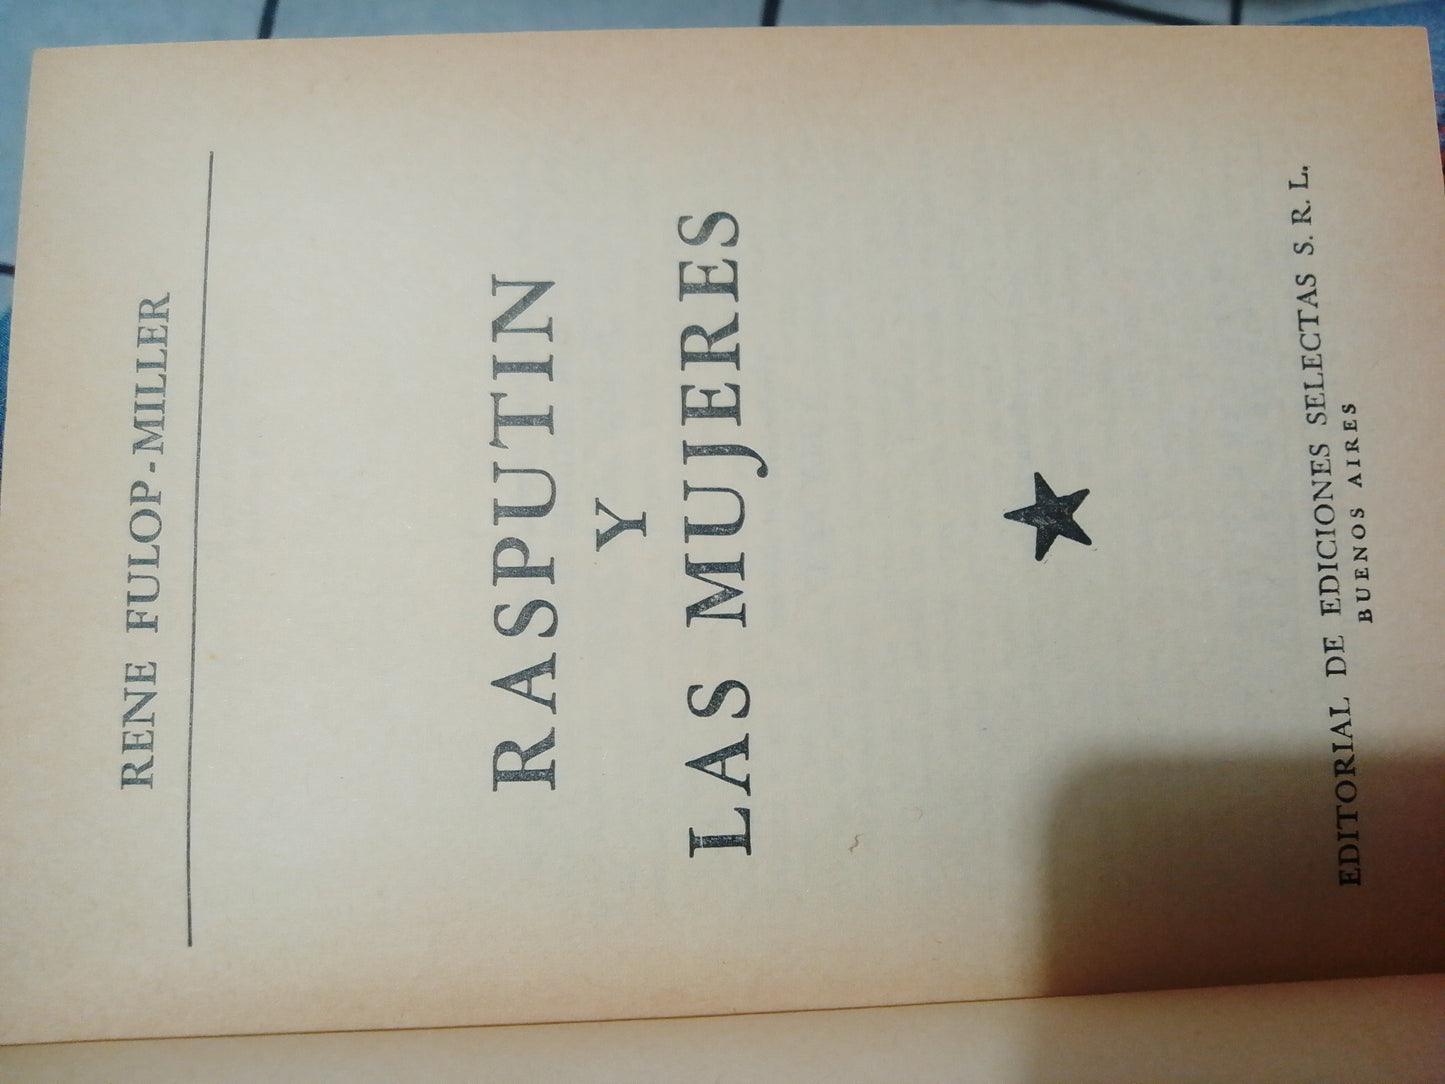 RENE FULOP-MILLER
RASPUTIN
Y
LAS MUJERES
EDITORIAL DE EDICIONES SELECTAS S. R. L.
BUENOS AIRES